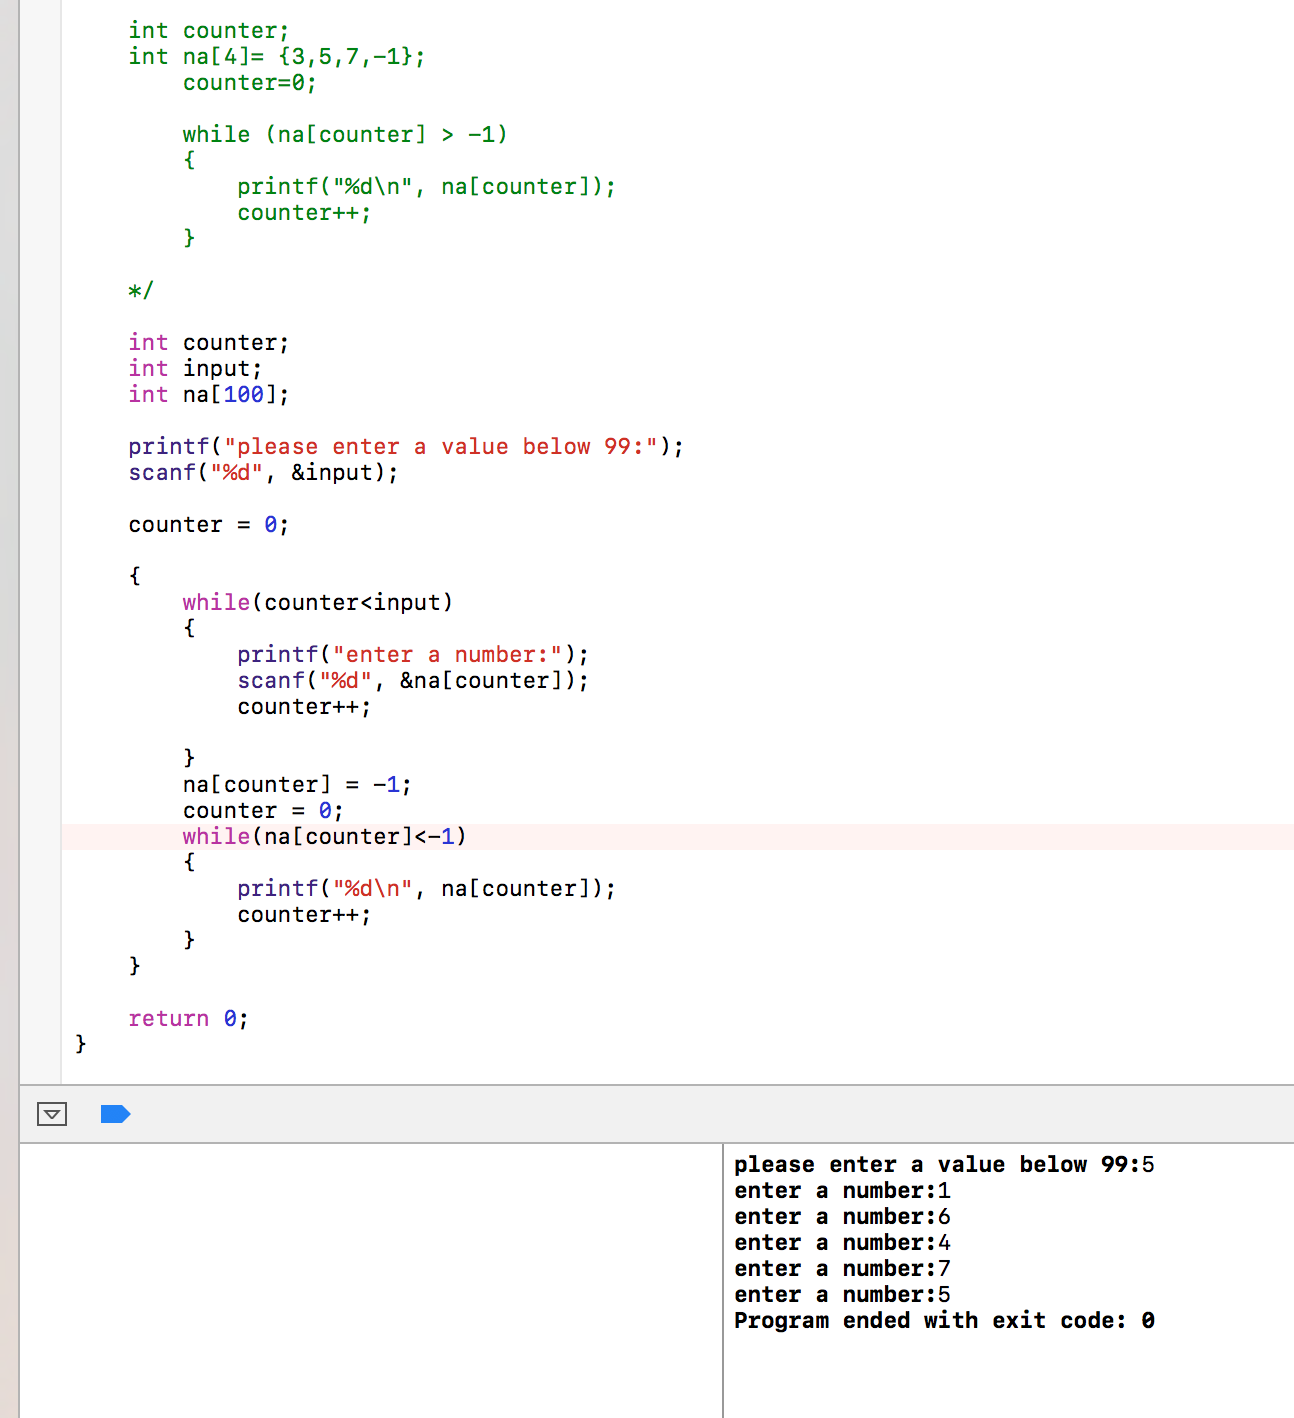 int counter;
int na[4]= {3,5,7,-1};
counter=0;
while (na[counter] > -1)
{
printf("%d\n", na[counter]);
counter++;
}
*/
int counter;
int input;
int na[100];
printf("please enter a value below 99:");
scanf("%d", &input);
counter = 0;
{
while(counter<input)
{
printf("enter a number:");
scanf("%d", &na[counter]);
counter++;
}
na[counter] = -1;
counter = 0;
while(na[counter]<-1)
{
printf("%d\n", na[counter]);
counter++;
}
}
return 0;
}
please enter a value below 99:5
enter a number:1
enter a number:6
enter a number:4
enter a number:7
enter a number:5
Program ended with exit code: 0